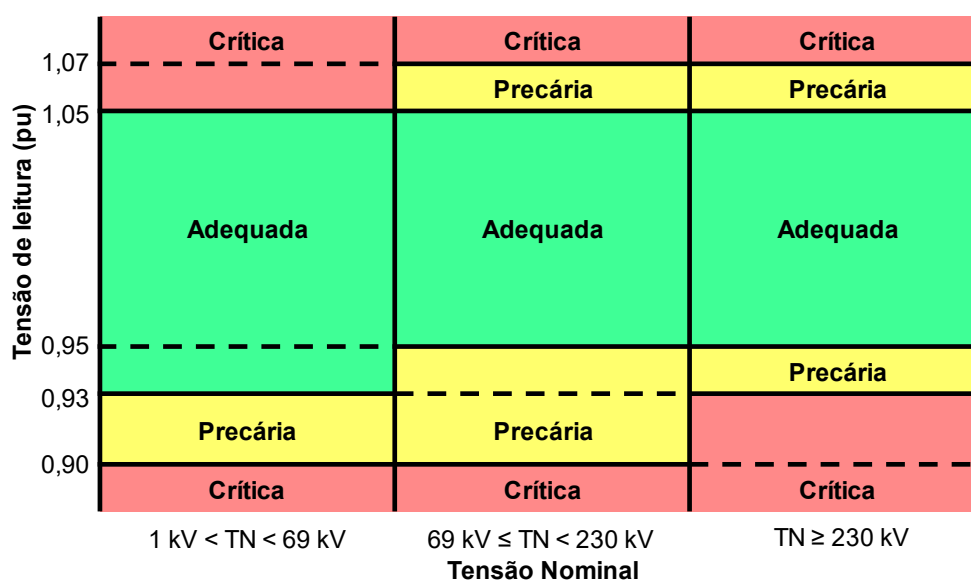 Crítica Crítica Crítica
1,07
Precária Precária
1,05
Tensão de leitura (pu)
Adequada Adequada Adequada
0,95
Precária
0,93
Precária Precária
0,90
Crítica Crítica Crítica
1 kV < TN < 69 kV 69 kV ≤ TN < 230 kV TN ≥ 230 kV
Tensão Nominal